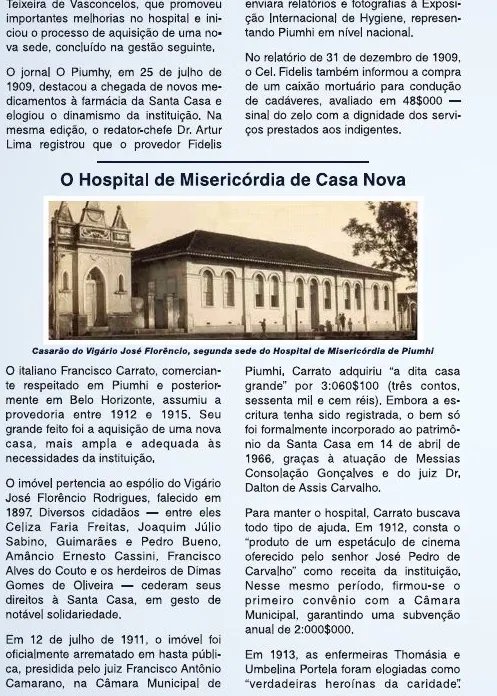 Teixeira de Vasconcelos, que promoveu
importantes melhorias no hospital e ini-
ciou o processo de aquisição de uma no-
va sede, concluído na gestão seguinte.
O jornal O Piumhy, em 25 de julho de
1909, destacou a chegada de novos me-
dicamentos à farmácia da Santa Casa e
elogiou o dinamismo da instituição. Na
mesma edição, o redator-chefe Dr. Artur
Lima registrou que o provedor Fidelis
enviara relatórios e fotografias à Exposi-
ção Internacional de Hygiene, represen-
tando Piumhi em nível nacional.
No relatório de 31 de dezembro de 1909,
o Cel. Fidelis também informou a compra
de um caixão mortuário para condução
de cadáveres, avaliado em 48$000 —
sinal do zelo com a dignidade dos servi-
ços prestados aos indigentes.
O Hospital de Misericórdia de Casa Nova
Casarão do Vigário José Florêncio, segunda sede do Hospital de Misericórdia de Piumhi
O italiano Francisco Carrato, comercian-
te respeitado em Piumhi e posterior-
mente em Belo Horizonte, assumiu a
provedoria entre 1912 e 1915. Seu
grande feito foi a aquisição de uma nova
casa, mais ampla e adequada às
necessidades da instituição.
O imóvel pertencia ao espólio do Vigário
José Florêncio Rodrigues, falecido em
1897. Diversos cidadãos — entre eles
Celiza Faria Freitas, Joaquim Júlio
Sabino, Guimarães e Pedro Bueno,
Amâncio Ernesto Cassini, Francisco
Alves do Couto e os herdeiros de Dimas
Gomes de Oliveira — cederam seus
direitos à Santa Casa, em gesto de
notável solidariedade.
Em 12 de julho de 1911, o imóvel foi
oficialmente arrematado em hasta públi-
ca, presidida pelo juiz Francisco Antônio
Camarano, na Câmara Municipal de
Piumhi, Carrato adquiriu “a dita casa
grande” por 3:060$100 (três contos,
sessenta mil e cem réis). Embora a es-
critura tenha sido registrada, o bem só
foi formalmente incorporado ao patrimô-
nio da Santa Casa em 14 de abril de
1966, graças à atuação de Messias
Consolação Gonçalves e do juiz Dr.
Dalton de Assis Carvalho.
Para manter o hospital, Carrato buscava
todo tipo de ajuda. Em 1912, consta o
“produto de um espetáculo de cinema
oferecido pelo senhor José Pedro de
Carvalho” como receita da instituição.
Nesse mesmo período, firmou-se o
primeiro convênio com a Câmara
Municipal, garantindo uma subvenção
anual de 2:000$000.
Em 1913, as enfermeiras Thomásia e
Umbelina Portela foram elogiadas como
“verdadeiras heroínas da caridade”.